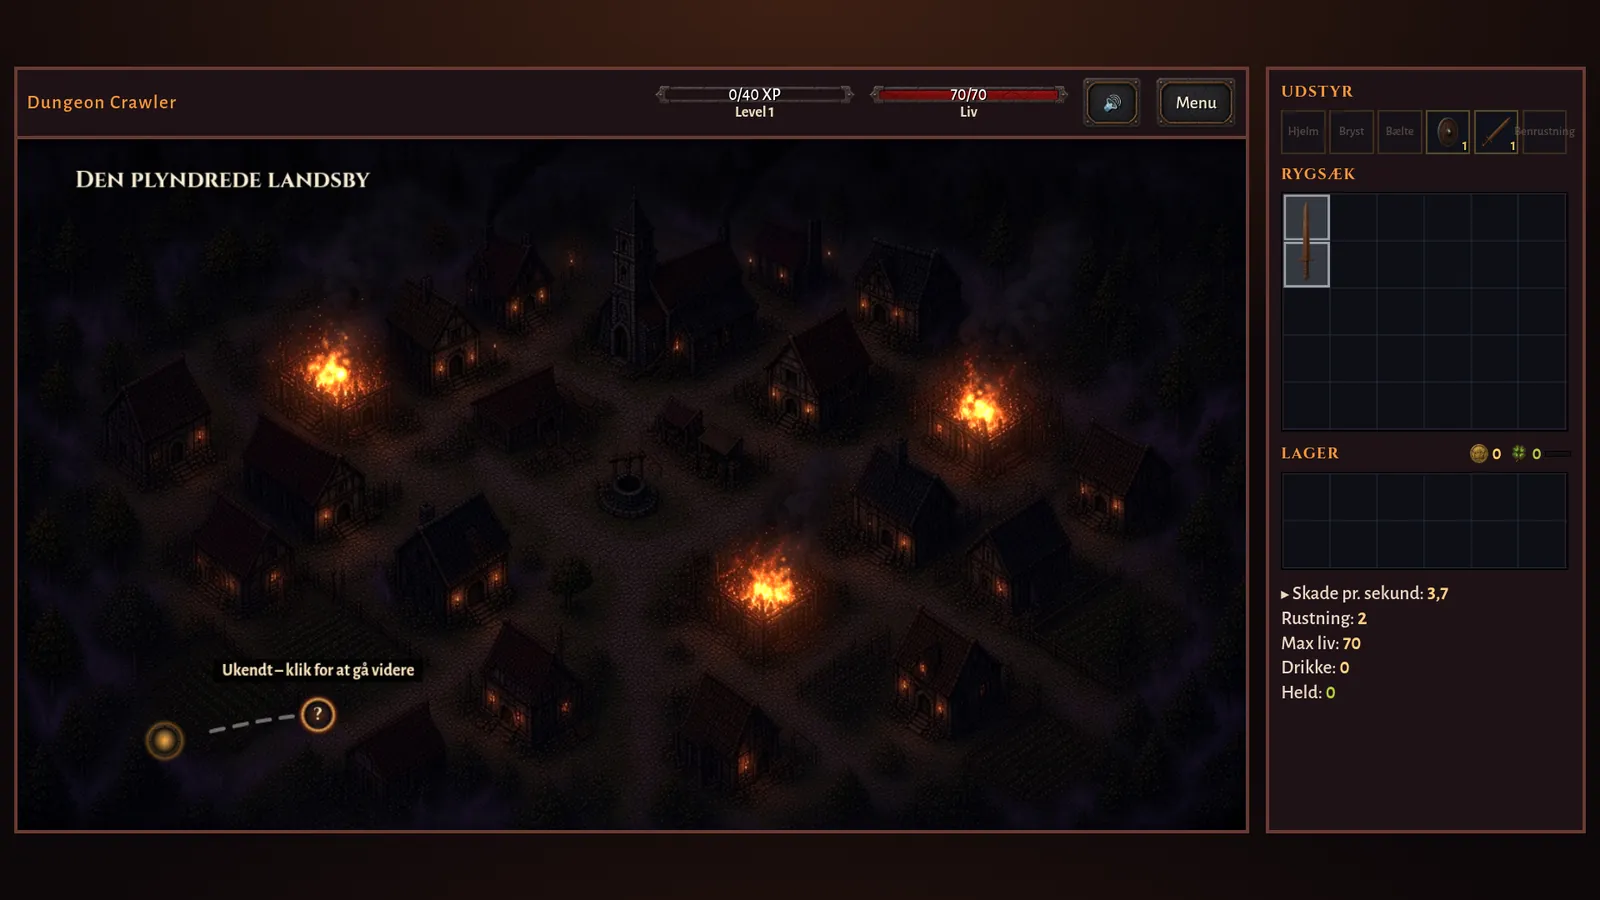 Dungeon Crawler
0/40 XP
Level 1
70/70
Liv
Menu
DEN PLYNDREDE LANDSBY
Ukendt – klik for at gå videre
?
UDSTYR
Hjelm
Bryst
Bælte
1
1
Benrustning
RYGSÆK
LAGER
0
0
▸ Skade pr. sekund: 3,7
Rustning: 2
Max liv: 70
Drikke: 0
Held: 0